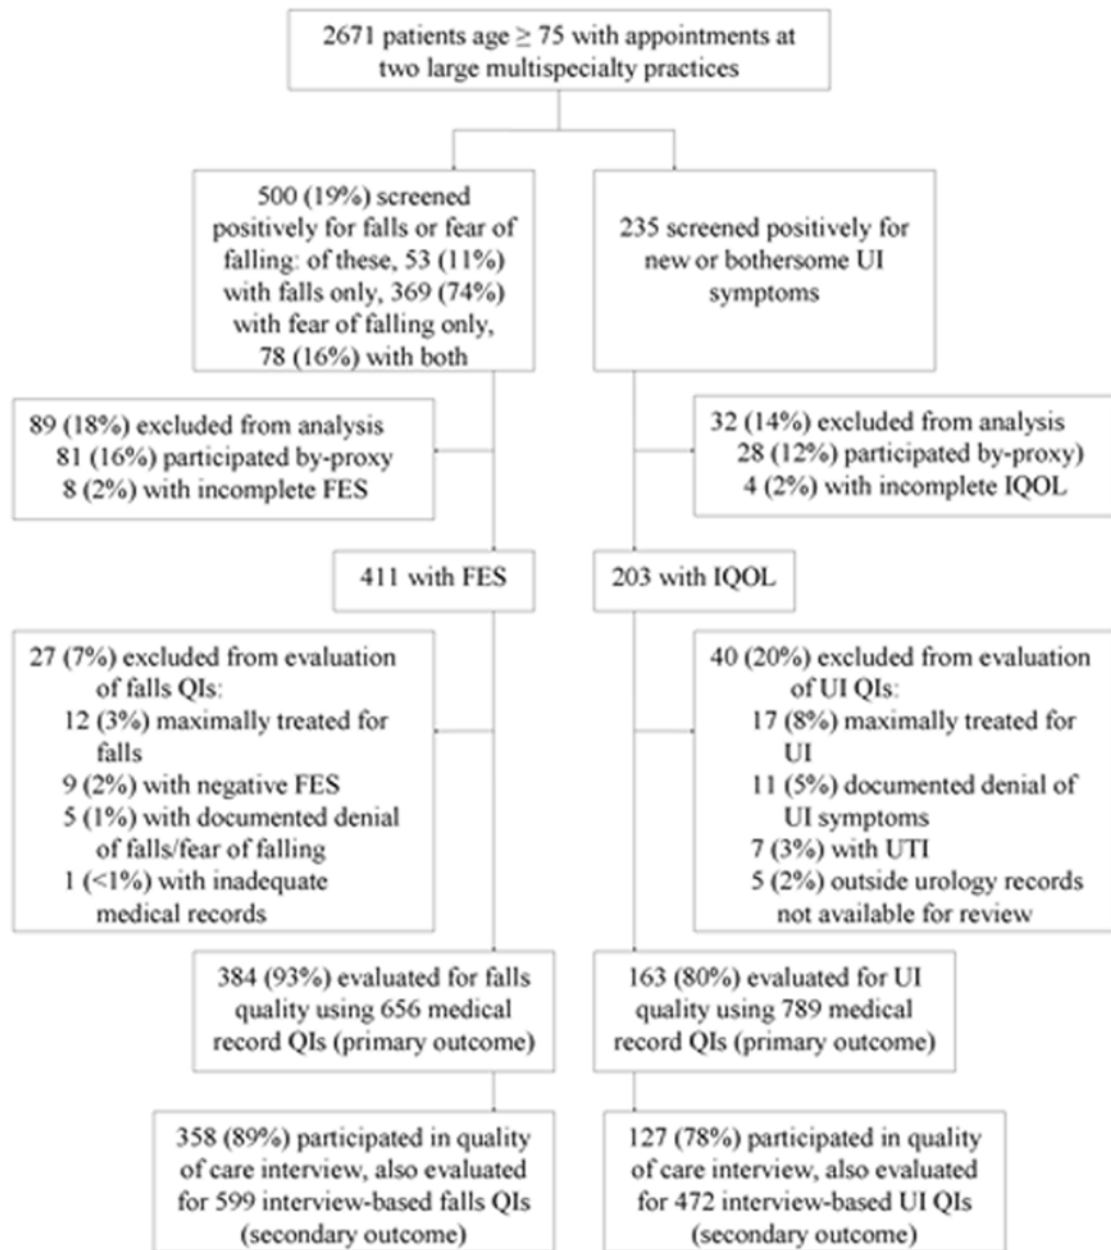 2671 patients age ≥ 75 with appointments at
two large multispecialty practices
500 (19%) screened
positively for falls or fear of
falling: of these, 53 (11%)
with falls only, 369 (74%)
with fear of falling only,
78 (16%) with both
235 screened positively for
new or bothersome UI
symptoms
89 (18%) excluded from analysis
81 (16%) participated by-proxy
8 (2%) with incomplete FES
32 (14%) excluded from analysis
28 (12%) participated by-proxy)
4 (2%) with incomplete IQOL
411 with FES
203 with IQOL
27 (7%) excluded from evaluation
of falls QIs:
12 (3%) maximally treated for
falls
9 (2%) with negative FES
5 (1%) with documented denial
of falls/fear of falling
1 (<1%) with inadequate
medical records
40 (20%) excluded from evaluation
of UI QIs:
17 (8%) maximally treated for
UI
11 (5%) documented denial of
UI symptoms
7 (3%) with UTI
5 (2%) outside urology records
not available for review
384 (93%) evaluated for falls
quality using 656 medical
record QIs (primary outcome)
163 (80%) evaluated for UI
quality using 789 medical
record QIs (primary outcome)
358 (89%) participated in quality
of care interview, also evaluated
for 599 interview-based falls QIs
(secondary outcome)
127 (78%) participated in quality
of care interview, also evaluated
for 472 interview-based UI QIs
(secondary outcome)